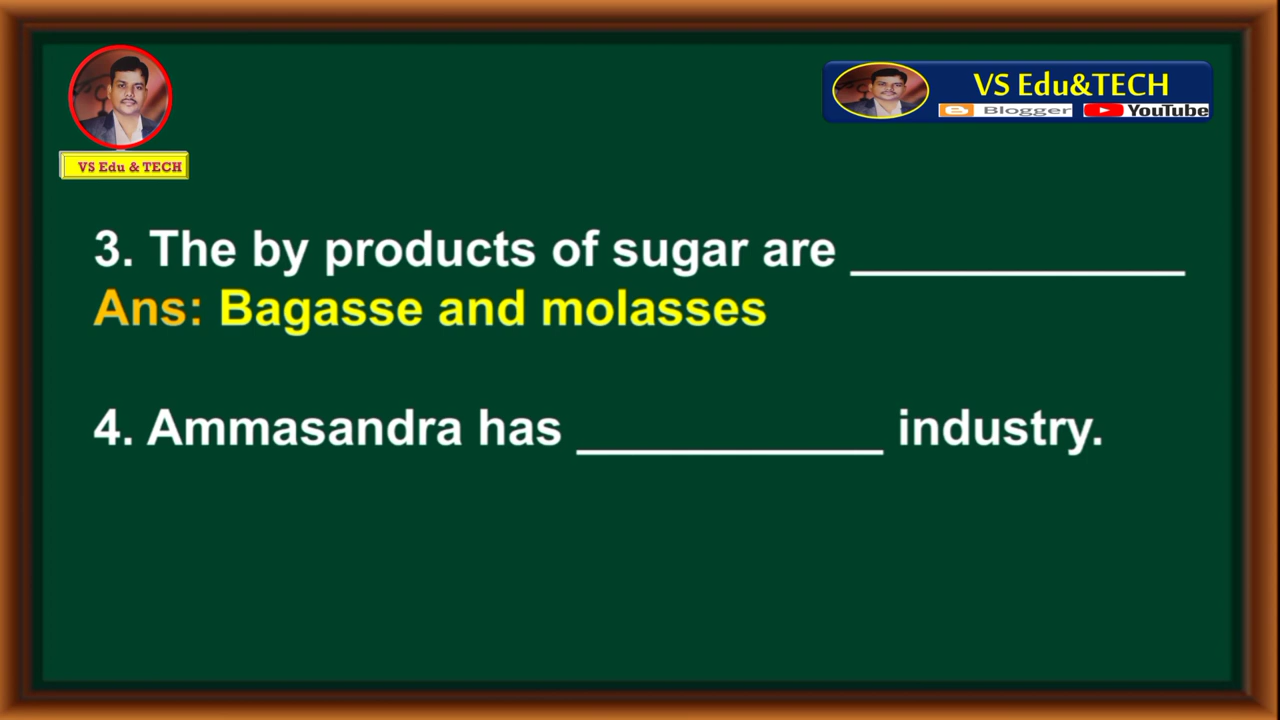 VS Edu&TECH
Blogger YouTube
VS Edu & TECH
3. The by products of sugar are _____________
Ans: Bagasse and molasses
4. Ammasandra has ____________ industry.